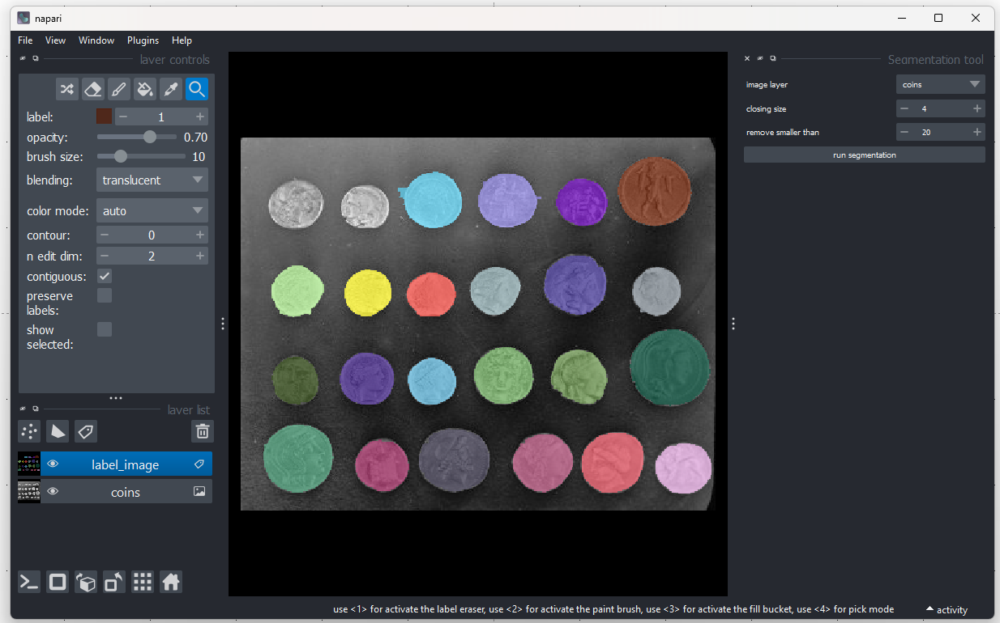 napari
File View Window Plugins Help
layer controls
label: 1
opacity: 0.70
brush size: 10
blending: translucent
color mode: auto
contour: 0
n edit dim: 2
contiguous:
preserve
labels:
show
selected:
layer list
label_image
coins
Segmentation tool
image layer coins
closing size 4
remove smaller than 20
run segmentation
use <1> for activate the label eraser, use <2> for activate the paint brush, use <3> for activate the fill bucket, use <4> for pick mode
activity